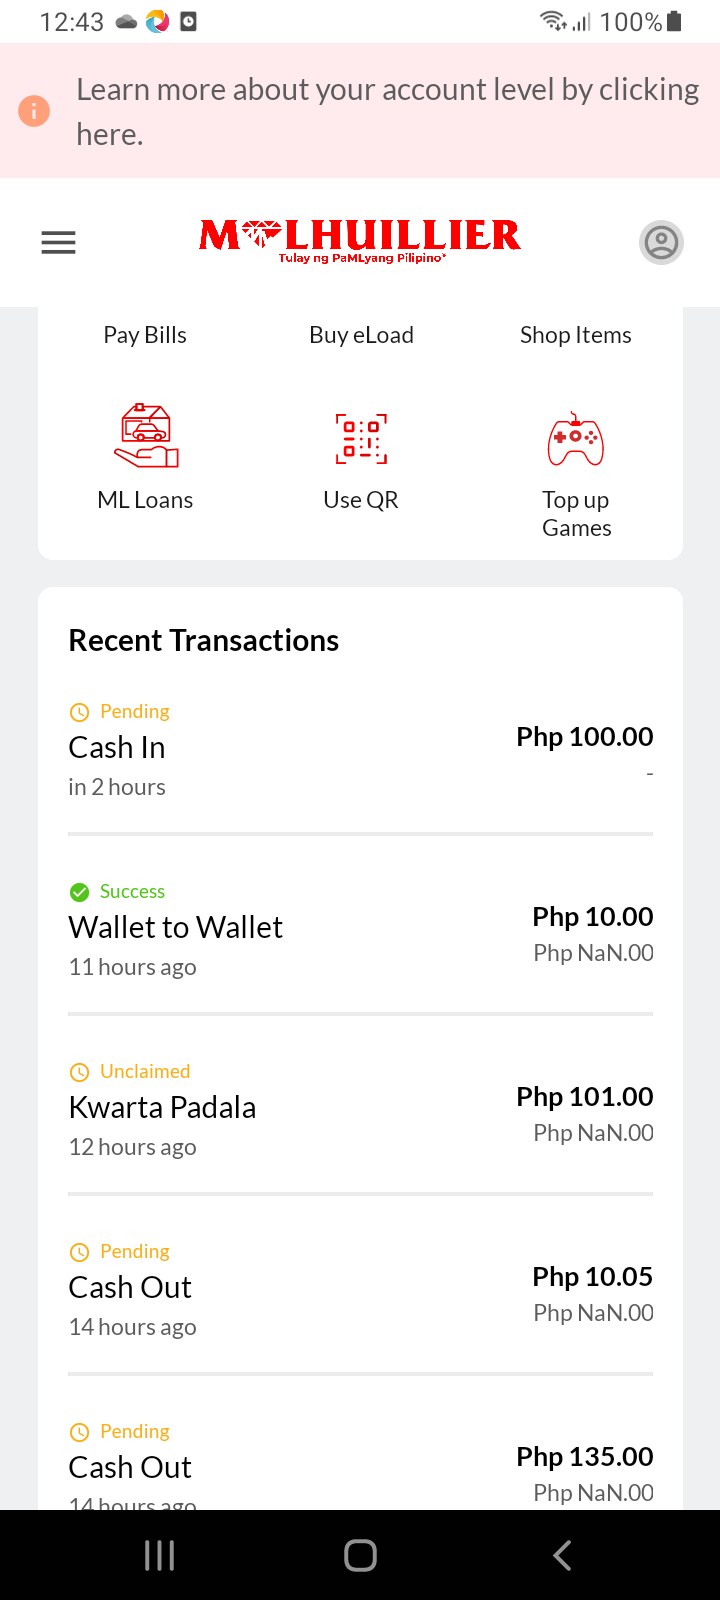 12:43
100%
Learn more about your account level by clicking
here.
M LHUILLIER
Tulay ng PaMLyang Pilipino
Pay Bills
Buy eLoad
Shop Items
ML Loans
Use QR
Top up
Games
Recent Transactions
Pending
Cash In
Php 100.00
in 2 hours
-
Success
Wallet to Wallet
Php 10.00
11 hours ago
Php NaN.00
Unclaimed
Kwarta Padala
Php 101.00
12 hours ago
Php NaN.00
Pending
Cash Out
Php 10.05
14 hours ago
Php NaN.00
Pending
Cash Out
Php 135.00
14 hours ago
Php NaN.00